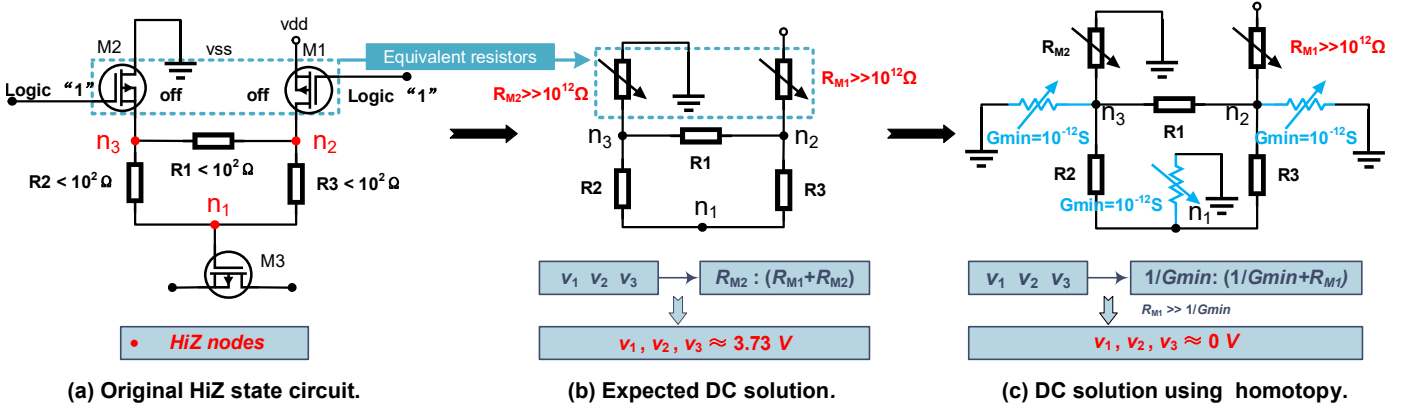 M2
vss
vdd
M1
Equivalent resistors
Logic “1”
off
off
Logic “1”
n3
n2
R1 < 10² Ω
R2 < 10² Ω
R3 < 10² Ω
n1
M3
• HiZ nodes
(a) Original HiZ state circuit.
RM2>>10¹²Ω
RM1>>10¹²Ω
n3
n2
R1
R2
R3
n1
v1 v2 v3
RM2 : (RM1+RM2)
v1 , v2 , v3 ≈ 3.73 V
(b) Expected DC solution.
RM2
RM1>>10¹²Ω
n3
n2
R1
Gmin=10⁻¹²S
Gmin=10⁻¹²S
R2
R3
Gmin=10⁻¹²S
n1
v1 v2 v3
1/Gmin: (1/Gmin+RM1)
RM1 >> 1/Gmin
v1 , v2 , v3 ≈ 0 V
(c) DC solution using homotopy.